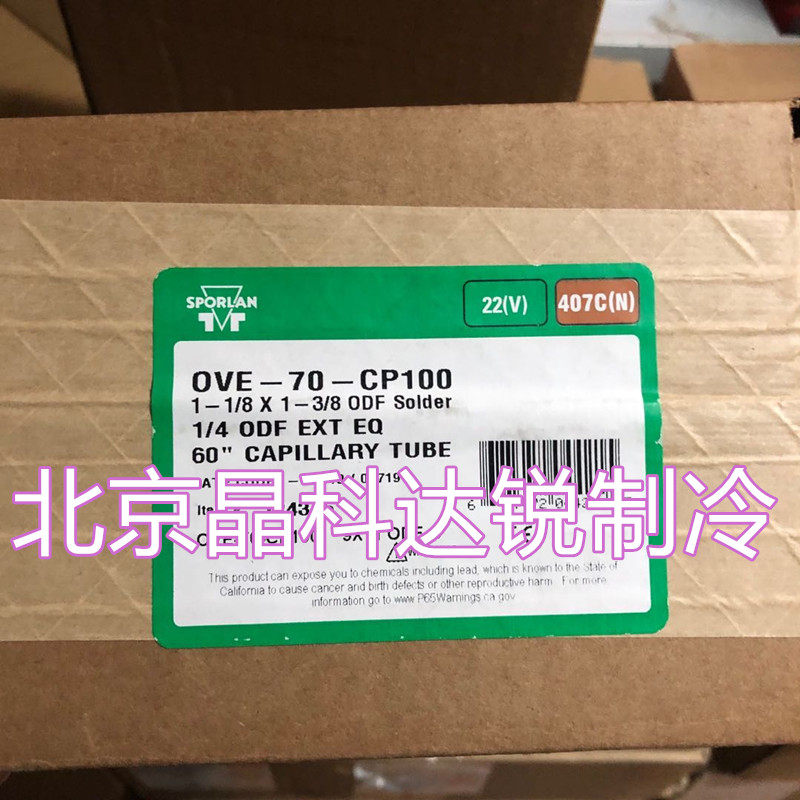 SPORLAN
22(V)
407C(N)
OVE-70-CP100
1-1/8 X 1-3/8 ODF Solder
1/4 ODF EXT EQ
60" CAPILLARY TUBE
北京晶科达锐制冷
This product can expose you to chemicals including lead, which is known to the State of
California to cause cancer and birth defects or other reproductive harm. For more
information go to www.P65Warnings.ca.gov